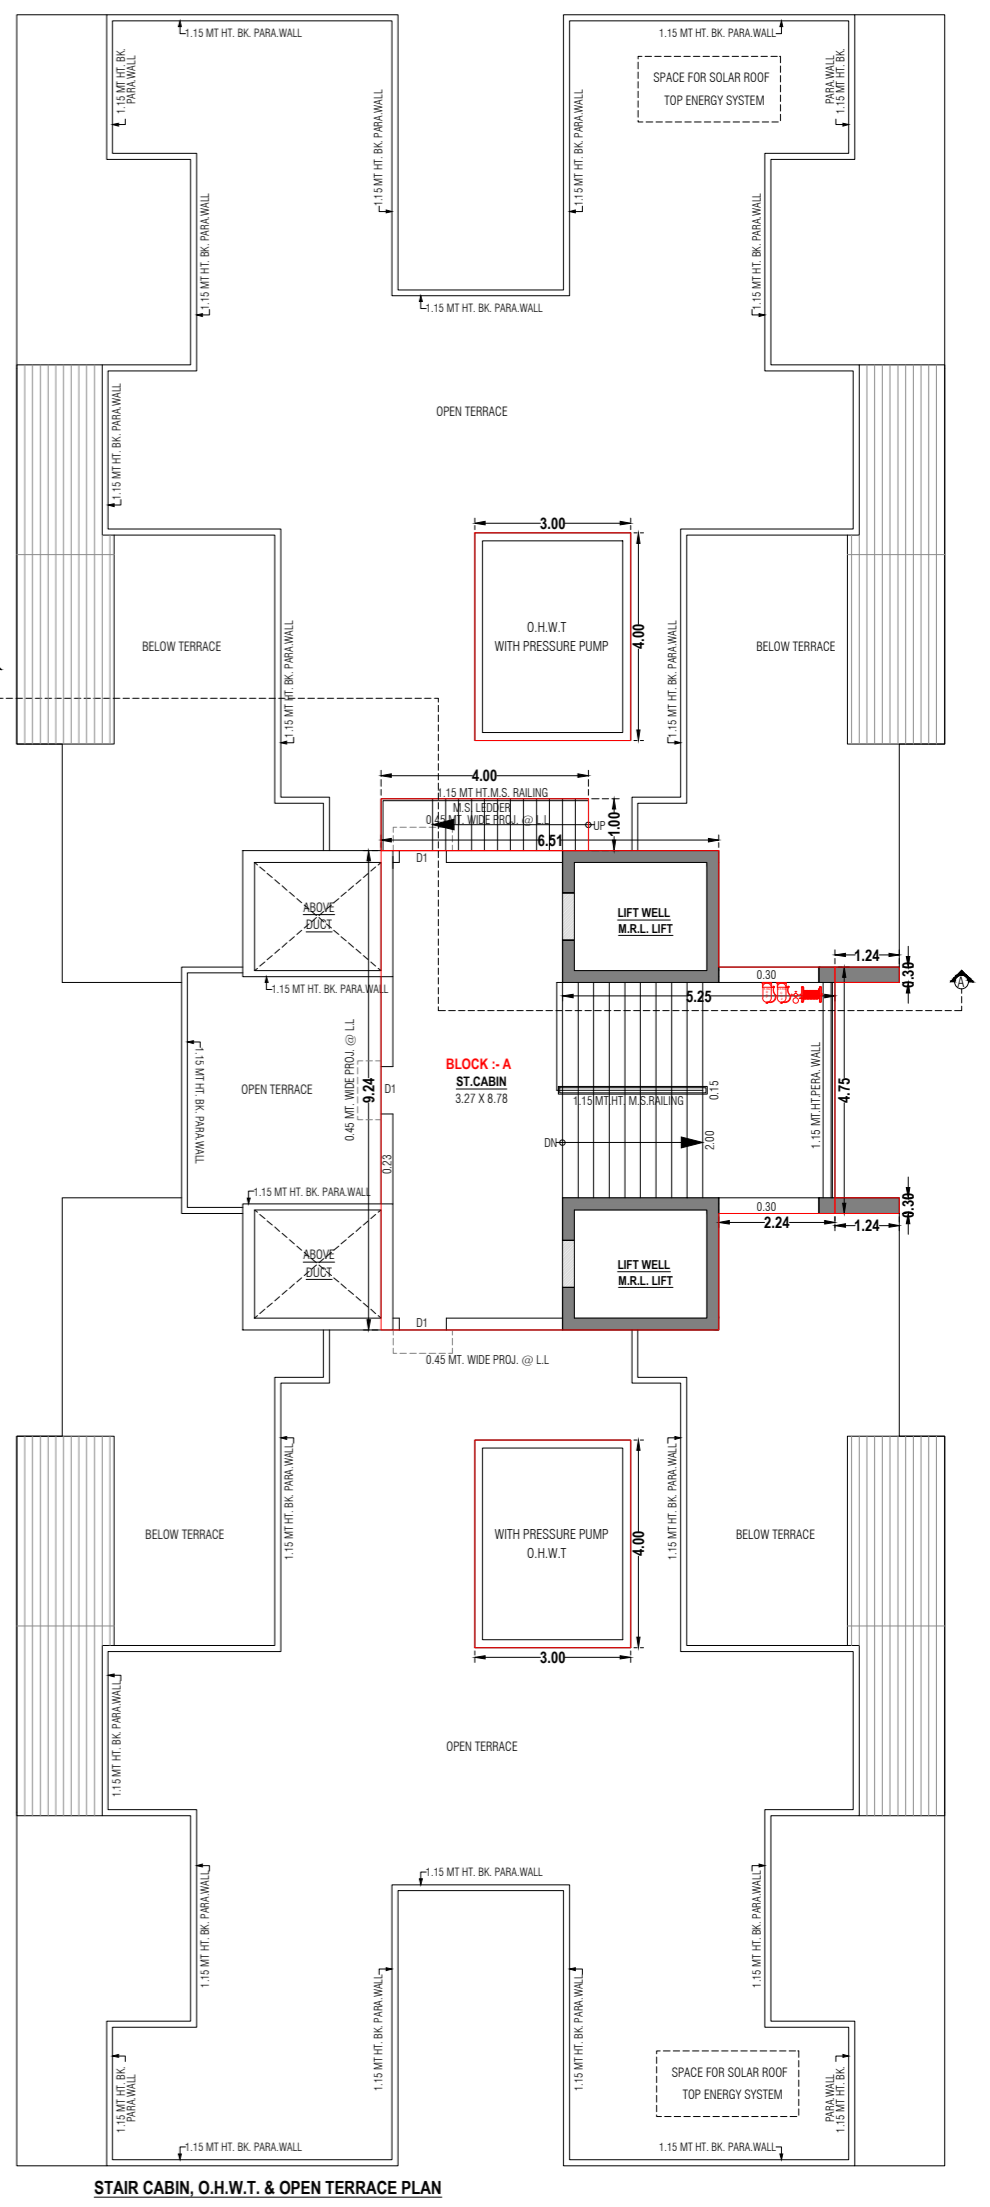 1.15 MT HT. BK. PARA.WALL
1.15 MT HT. BK. PARA.WALL
1.15 MT HT. BK.
PARA.WALL
SPACE FOR SOLAR ROOF
TOP ENERGY SYSTEM
PARA.WALL
1.15 MT HT. BK.
1.15 MT HT. BK. PARA.WALL
1.15 MT HT. BK. PARA.WALL
1.15 MT HT. BK. PARA.WALL
1.15 MT HT. BK. PARA.WALL
1.15 MT HT. BK. PARA.WALL
1.15 MT HT. BK. PARA.WALL
OPEN TERRACE
3.00
O.H.W.T
WITH PRESSURE PUMP
4.00
BELOW TERRACE
BELOW TERRACE
1.15 MT HT. BK. PARA.WALL
1.15 MT HT. BK. PARA.WALL
4.00
1.15 MT HT.M.S. RAILING
M.S. LEDDER
0.45 MT. WIDE PROJ. @ L.L
UP
1.00
6.51
D1
ABOVE
DUCT
LIFT WELL
M.R.L. LIFT
1.24
0.30
0.30
1.15 MT HT. BK. PARA.WALL
5.25
1.15 MT HT. BK. PARA.WALL
OPEN TERRACE
0.45 MT. WIDE PROJ. @ L.L
9.24
D1
BLOCK :- A
ST.CABIN
3.27 X 8.78
1.15 MT.HT. M.S.RAILING
0.15
1.15 MT.HT.PERA. WALL
4.75
A
DN
2.00
0.23
1.15 MT HT. BK. PARA.WALL
0.30
0.30
2.24
1.24
ABOVE
DUCT
LIFT WELL
M.R.L. LIFT
D1
0.45 MT. WIDE PROJ. @ L.L
1.15 MT HT. BK. PARA.WALL
1.15 MT HT. BK. PARA.WALL
BELOW TERRACE
WITH PRESSURE PUMP
O.H.W.T
4.00
BELOW TERRACE
3.00
1.15 MT HT. BK. PARA.WALL
OPEN TERRACE
1.15 MT HT. BK. PARA.WALL
1.15 MT HT. BK. PARA.WALL
1.15 MT HT. BK. PARA.WALL
1.15 MT HT. BK. PARA.WALL
1.15 MT HT. BK. PARA.WALL
1.15 MT HT. BK.
PARA.WALL
SPACE FOR SOLAR ROOF
TOP ENERGY SYSTEM
PARA.WALL
1.15 MT HT. BK.
1.15 MT HT. BK. PARA.WALL
1.15 MT HT. BK. PARA.WALL
STAIR CABIN, O.H.W.T. & OPEN TERRACE PLAN